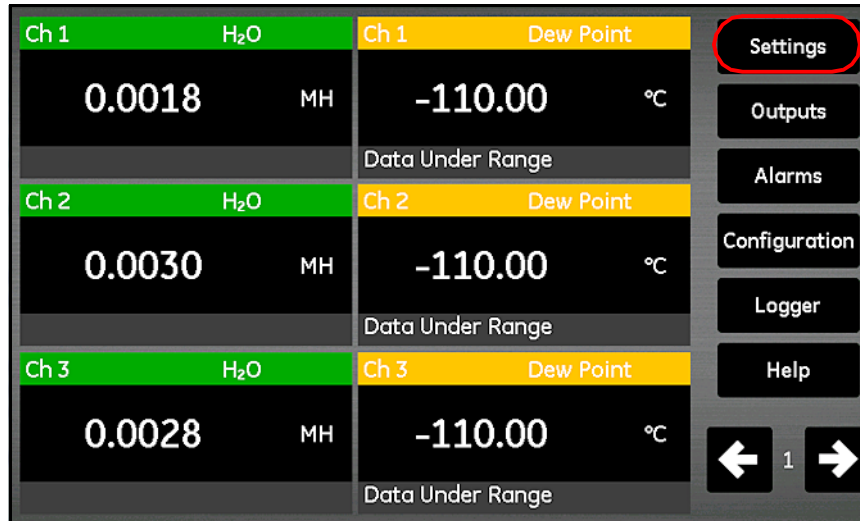 Ch 1 H₂O
0.0018 MH
Ch 1 Dew Point
-110.00 °C
Data Under Range
Ch 2 H₂O
0.0030 MH
Ch 2 Dew Point
-110.00 °C
Data Under Range
Ch 3 H₂O
0.0028 MH
Ch 3 Dew Point
-110.00 °C
Data Under Range
Settings
Outputs
Alarms
Configuration
Logger
Help
1